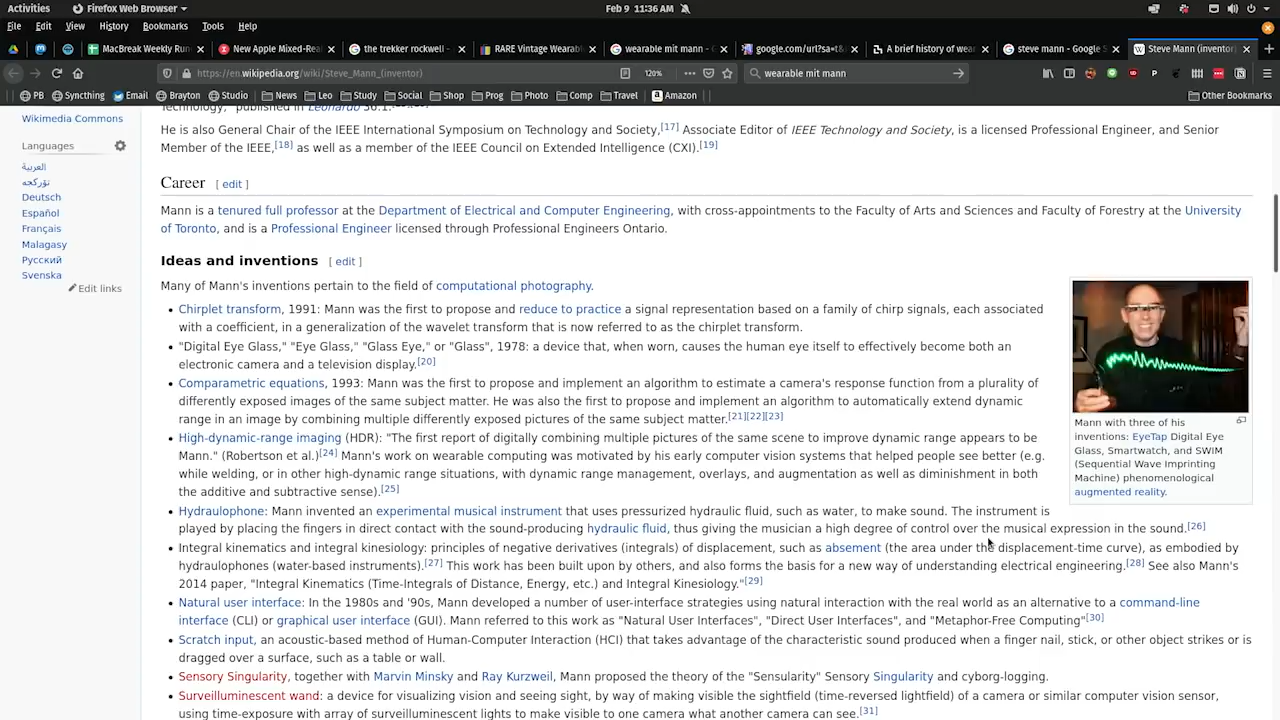 Activities
Firefox Web Browser
Feb 9 11:36 AM
File Edit View History Bookmarks Tools Help
MacBreak Weekly Run
New Apple Mixed-Rea
the trekker rockwell -
RARE Vintage Wearab
wearable mit mann - G
google.com/url?sa=t&
A brief history of wear
steve mann - Google S
Steve Mann (inventor)
https://en.wikipedia.org/wiki/Steve_Mann_(inventor)
120%
wearable mit mann
PB Syncthing Email Brayton Studio News Leo Study Social Shop Prog Photo Comp Travel Amazon Other Bookmarks
Wikimedia Commons
Languages
العربية
تۆرکجه
Deutsch
Español
Français
Malagasy
Русский
Svenska
Edit links
Technology," published in Leonardo 36.1.
He is also General Chair of the IEEE International Symposium on Technology and Society,[17] Associate Editor of IEEE Technology and Society, is a licensed Professional Engineer, and Senior
Member of the IEEE,[18] as well as a member of the IEEE Council on Extended Intelligence (CXI).[19]
Career [ edit ]
Mann is a tenured full professor at the Department of Electrical and Computer Engineering, with cross-appointments to the Faculty of Arts and Sciences and Faculty of Forestry at the University
of Toronto, and is a Professional Engineer licensed through Professional Engineers Ontario.
Ideas and inventions [ edit ]
Many of Mann's inventions pertain to the field of computational photography.
• Chirplet transform, 1991: Mann was the first to propose and reduce to practice a signal representation based on a family of chirp signals, each associated
with a coefficient, in a generalization of the wavelet transform that is now referred to as the chirplet transform.
• "Digital Eye Glass," "Eye Glass," "Glass Eye," or "Glass", 1978: a device that, when worn, causes the human eye itself to effectively become both an
electronic camera and a television display.[20]
• Comparametric equations, 1993: Mann was the first to propose and implement an algorithm to estimate a camera's response function from a plurality of
differently exposed images of the same subject matter. He was also the first to propose and implement an algorithm to automatically extend dynamic
range in an image by combining multiple differently exposed pictures of the same subject matter.[21][22][23]
• High-dynamic-range imaging (HDR): "The first report of digitally combining multiple pictures of the same scene to improve dynamic range appears to be
Mann." (Robertson et al.)[24] Mann's work on wearable computing was motivated by his early computer vision systems that helped people see better (e.g.
while welding, or in other high-dynamic range situations, with dynamic range management, overlays, and augmentation as well as diminishment in both
the additive and subtractive sense).[25]
• Hydraulophone: Mann invented an experimental musical instrument that uses pressurized hydraulic fluid, such as water, to make sound. The instrument is
played by placing the fingers in direct contact with the sound-producing hydraulic fluid, thus giving the musician a high degree of control over the musical expression in the sound.[26]
• Integral kinematics and integral kinesiology: principles of negative derivatives (integrals) of displacement, such as absement (the area under the displacement-time curve), as embodied by
hydraulophones (water-based instruments).[27] This work has been built upon by others, and also forms the basis for a new way of understanding electrical engineering.[28] See also Mann's
2014 paper, "Integral Kinematics (Time-Integrals of Distance, Energy, etc.) and Integral Kinesiology."[29]
• Natural user interface: In the 1980s and '90s, Mann developed a number of user-interface strategies using natural interaction with the real world as an alternative to a command-line
interface (CLI) or graphical user interface (GUI). Mann referred to this work as "Natural User Interfaces", "Direct User Interfaces", and "Metaphor-Free Computing"[30]
• Scratch input, an acoustic-based method of Human-Computer Interaction (HCI) that takes advantage of the characteristic sound produced when a finger nail, stick, or other object strikes or is
dragged over a surface, such as a table or wall.
• Sensory Singularity, together with Marvin Minsky and Ray Kurzweil, Mann proposed the theory of the "Sensularity" Sensory Singularity and cyborg-logging.
• Surveilluminescent wand: a device for visualizing vision and seeing sight, by way of making visible the sightfield (time-reversed lightfield) of a camera or similar computer vision sensor,
using time-exposure with array of surveilluminescent lights to make visible to one camera what another camera can see.[31]
Mann with three of his
inventions: EyeTap Digital Eye
Glass, Smartwatch, and SWIM
(Sequential Wave Imprinting
Machine) phenomenological
augmented reality.